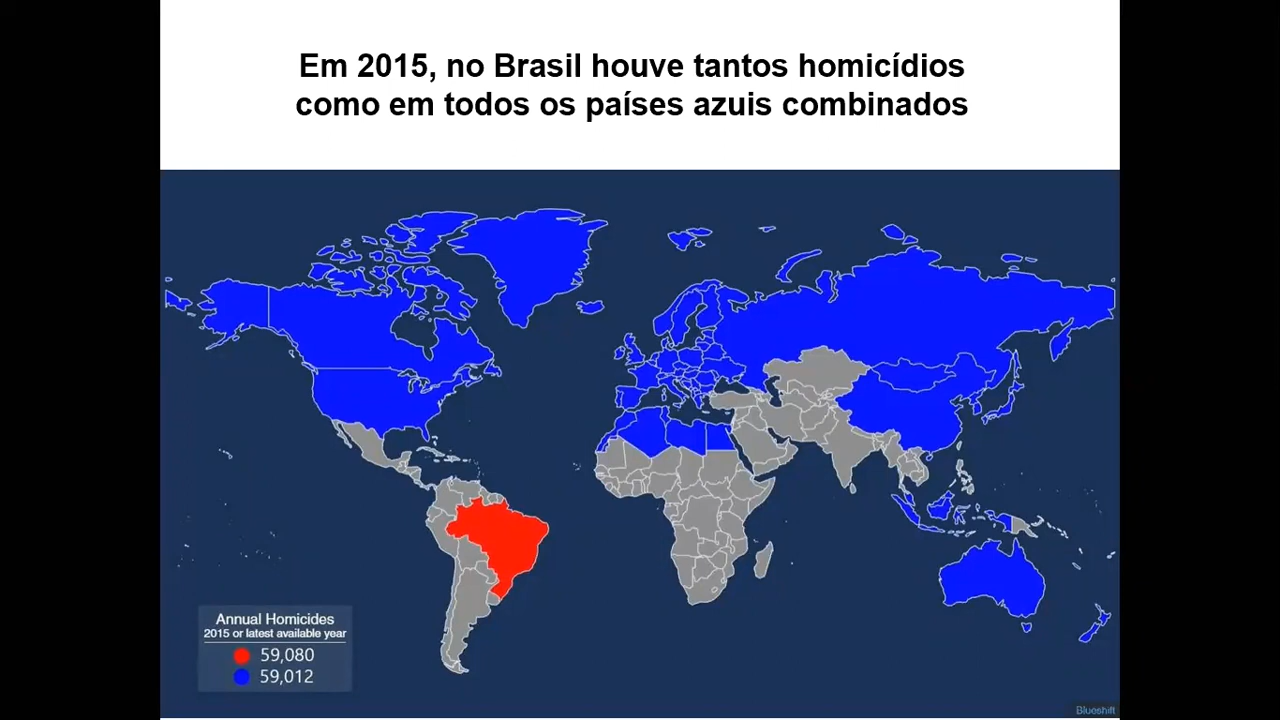 Em 2015, no Brasil houve tantos homicídios
como em todos os países azuis combinados
Annual Homicides
2015 or latest available year
59,080
59,012
Blueshift